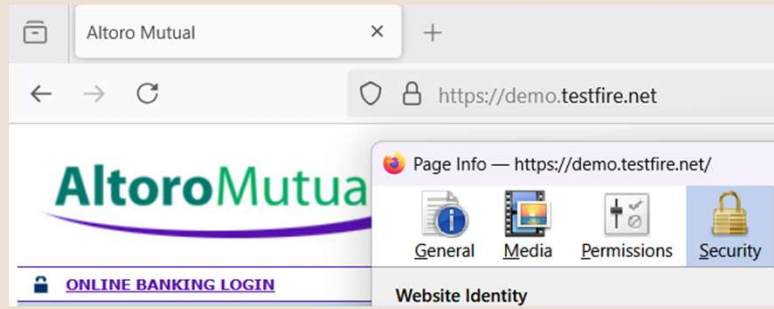 Altoro Mutual
https://demo.testfire.net
AltoroMutua
Page Info — https://demo.testfire.net/
General Media Permissions Security
ONLINE BANKING LOGIN
Website Identity